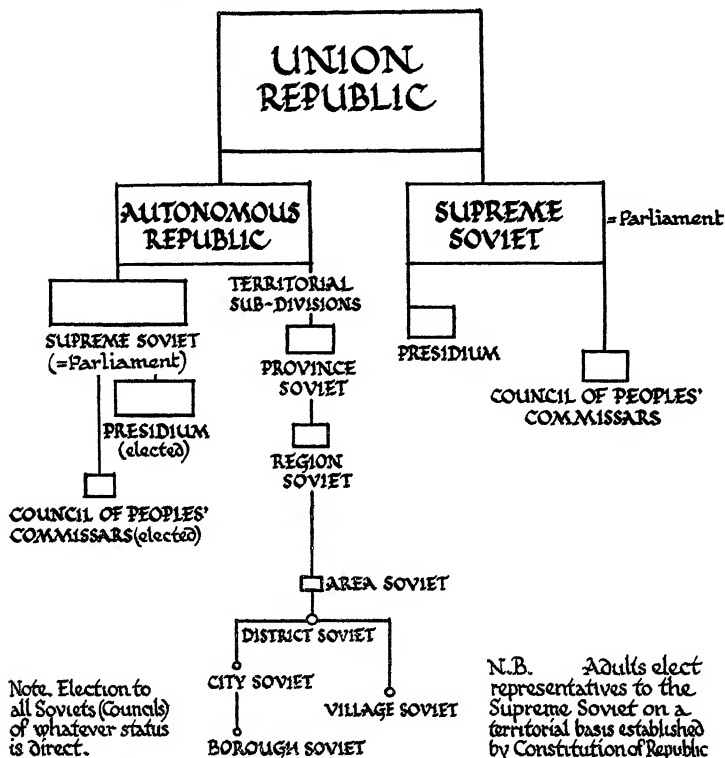 UNION
REPUBLIC
AUTONOMOUS
REPUBLIC
SUPREME
SOVIET
=Parliament
TERRITORIAL
SUB-DIVISIONS
SUPREME SOVIET
(=Parliament)
PROVINCE
SOVIET
PRESIDIUM
COUNCIL OF PEOPLES'
COMMISSARS
PRESIDIUM
(elected)
REGION
SOVIET
COUNCIL OF PEOPLES'
COMMISSARS (elected)
AREA SOVIET
DISTRICT SOVIET
CITY SOVIET
VILLAGE SOVIET
BOROUGH SOVIET
Note. Election to
all Soviets (Councils)
of whatever status
is direct.
N.B. Adults elect
representatives to the
Supreme Soviet on a
territorial basis established
by Constitution of Republic